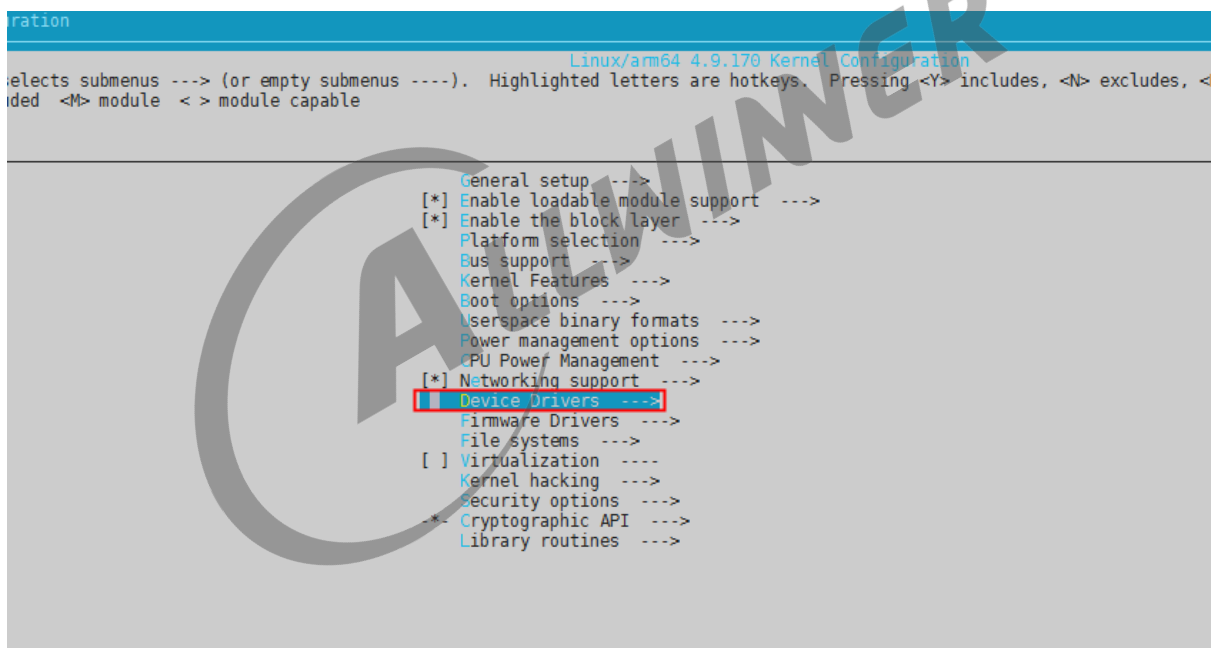 uration
Linux/arm64 4.9.170 Kernel Configuration
selects submenus ---> (or empty submenus ----).  Highlighted letters are hotkeys.  Pressing <Y> includes, <N> excludes, <
ded  <M> module  < > module capable
General setup  --->
[*] Enable loadable module support  --->
[*] Enable the block layer  --->
Platform selection  --->
Bus support  --->
Kernel Features  --->
Boot options  --->
Userspace binary formats  --->
Power management options  --->
CPU Power Management  --->
[*] Networking support  --->
Device Drivers  --->
Firmware Drivers  --->
File systems  --->
[ ] Virtualization  ----
Kernel hacking  --->
Security options  --->
-*- Cryptographic API  --->
Library routines  --->
ALLWINNER